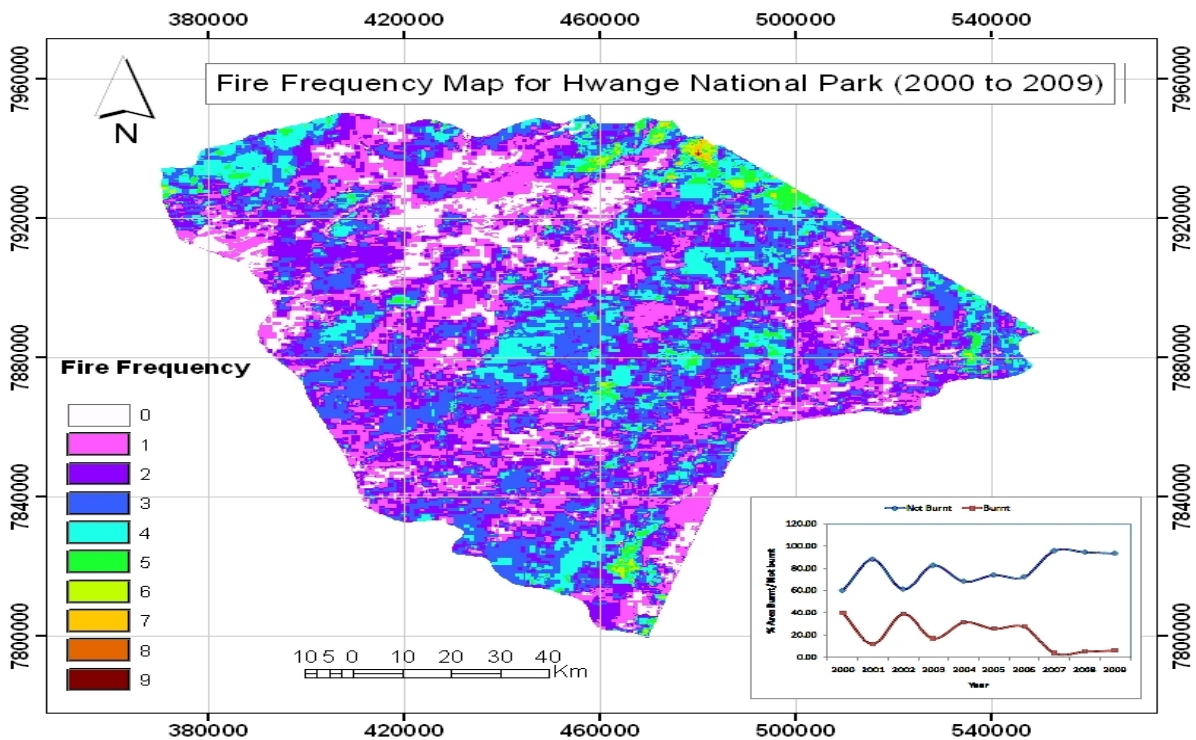 380000 420000 460000 500000 540000
Fire Frequency Map for Hwange National Park (2000 to 2009)
7960000 7960000
N
7920000 7920000
7880000 7880000
Fire Frequency
0
1
2
3
4
5
6
7
8
9
7840000 7840000
7800000 7800000
10 5 0 10 20 30 40
Km
Not Burnt Burnt
120.00
100.00
80.00
60.00
40.00
20.00
0.00
% Area Burnt/Not burnt
2000 2001 2002 2003 2004 2005 2006 2007 2008 2009
Year
380000 420000 460000 500000 540000